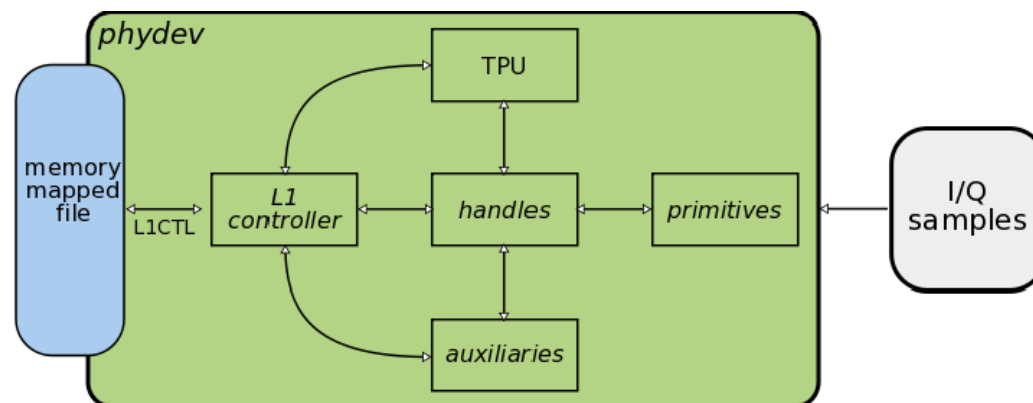 phydev
TPU
memory
mapped
file
L1CTL
L1
controller
handles
primitives
auxiliaries
I/Q
samples